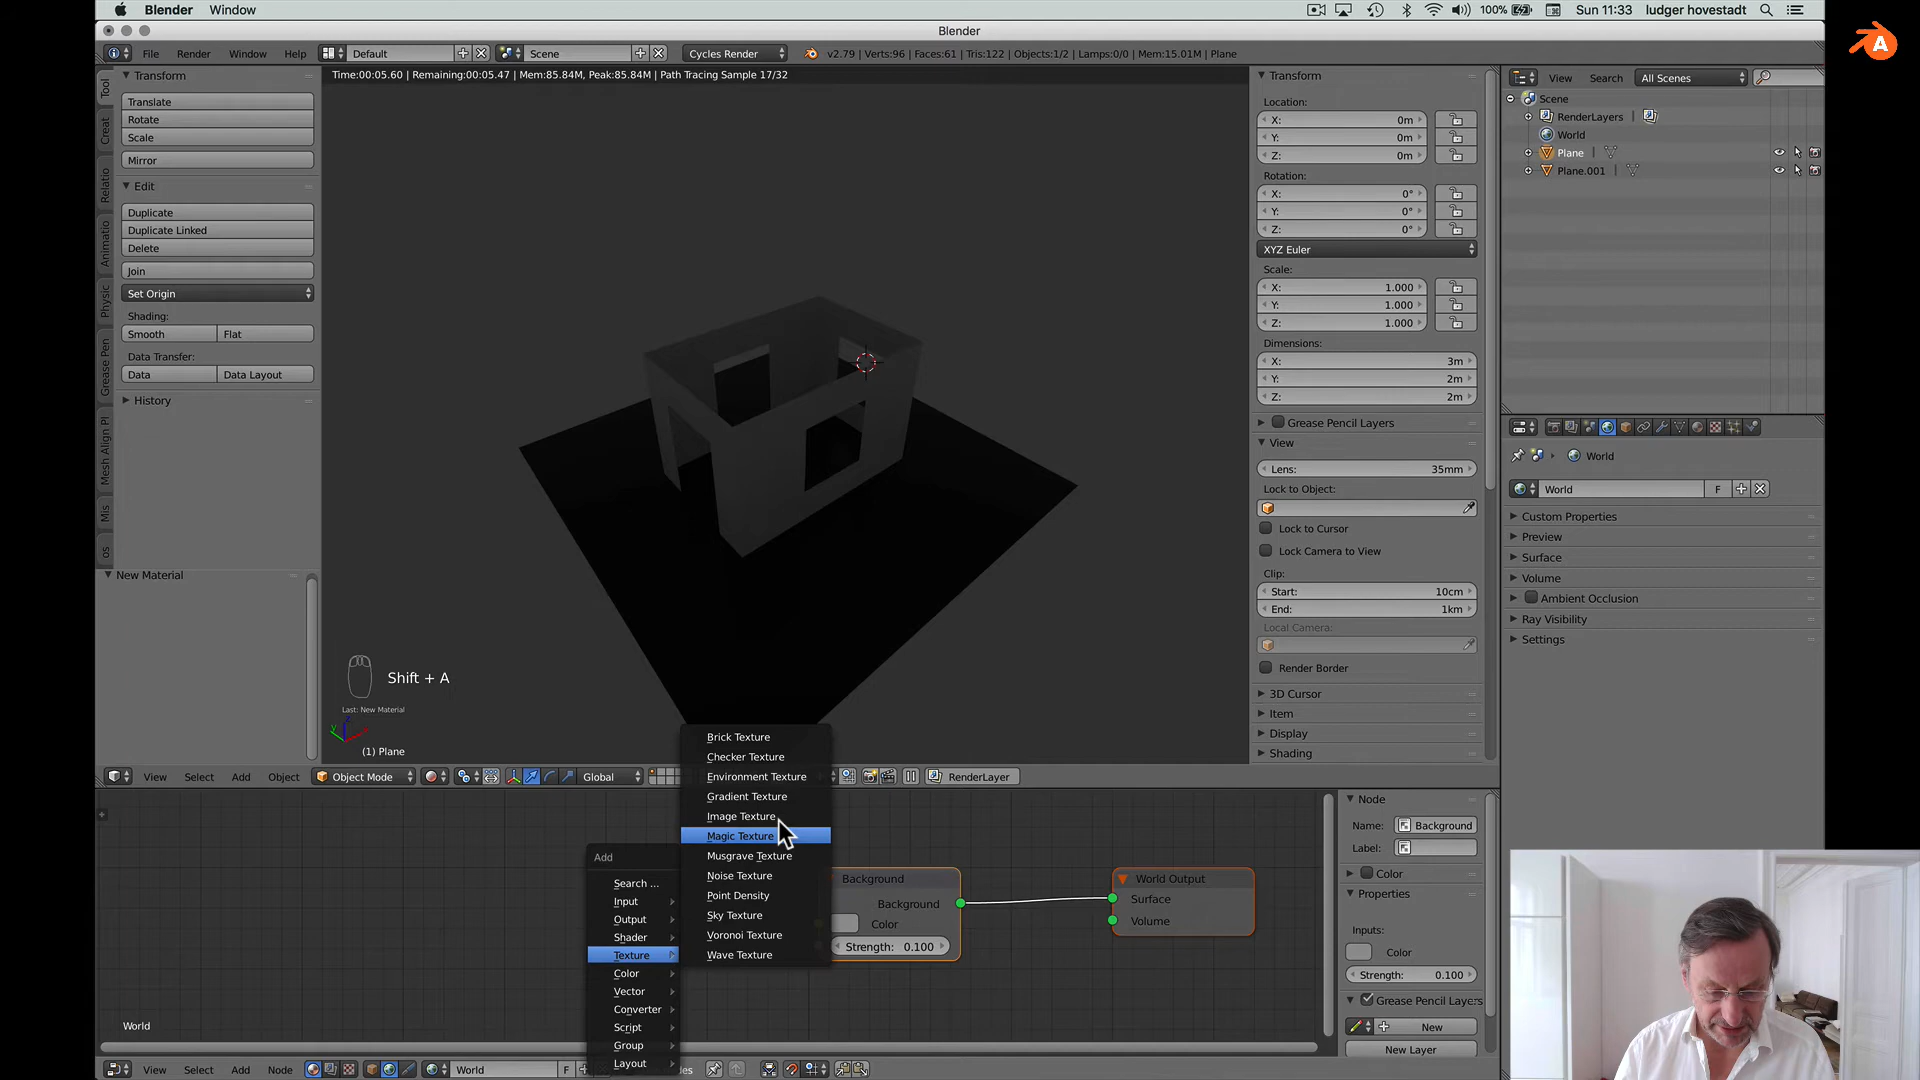 Blender Window
100% Sun 11:33 ludger hovestadt
Blender
File Render Window Help Default Scene Cycles Render v2.79 | Verts:96 | Faces:61 | Tris:122 | Objects:1/2 | Lamps:0/0 | Mem:15.01M | Plane
Time:00:05.60 | Remaining:00:05.47 | Mem:85.84M, Peak:85.84M | Path Tracing Sample 17/32
Tool
Creat
Relatio
Animatio
Physic
Grease Pen
Mesh Align Pl
Mis
os
Transform
Translate
Rotate
Scale
Mirror
Edit
Duplicate
Duplicate Linked
Delete
Join
Set Origin
Shading:
Smooth Flat
Data Transfer:
Data Data Layout
History
New Material
Shift + A
Last: New Material
(1) Plane
Transform
Location:
X: 0m
Y: 0m
Z: 0m
Rotation:
X: 0°
Y: 0°
Z: 0°
XYZ Euler
Scale:
X: 1.000
Y: 1.000
Z: 1.000
Dimensions:
X: 3m
Y: 2m
Z: 2m
Grease Pencil Layers
View
Lens: 35mm
Lock to Object:
Lock to Cursor
Lock Camera to View
Clip:
Start: 10cm
End: 1km
Local Camera:
Render Border
3D Cursor
Item
Display
Shading
View Search All Scenes
Scene
RenderLayers
World
Plane
Plane.001
World
World F
Custom Properties
Preview
Surface
Volume
Ambient Occlusion
Ray Visibility
Settings
View Select Add Object Object Mode Global RenderLayer
Brick Texture
Checker Texture
Environment Texture
Gradient Texture
Image Texture
Magic Texture
Musgrave Texture
Noise Texture
Point Density
Sky Texture
Voronoi Texture
Wave Texture
Add
Search ...
Input
Output
Shader
Texture
Color
Vector
Converter
Script
Group
Layout
Background
Background
Color
Strength: 0.100
World Output
Surface
Volume
World
Node
Name: Background
Label:
Color
Properties
Inputs:
Color
Strength: 0.100
Grease Pencil Layers
New
New Layer
View Select Add Node World F
A